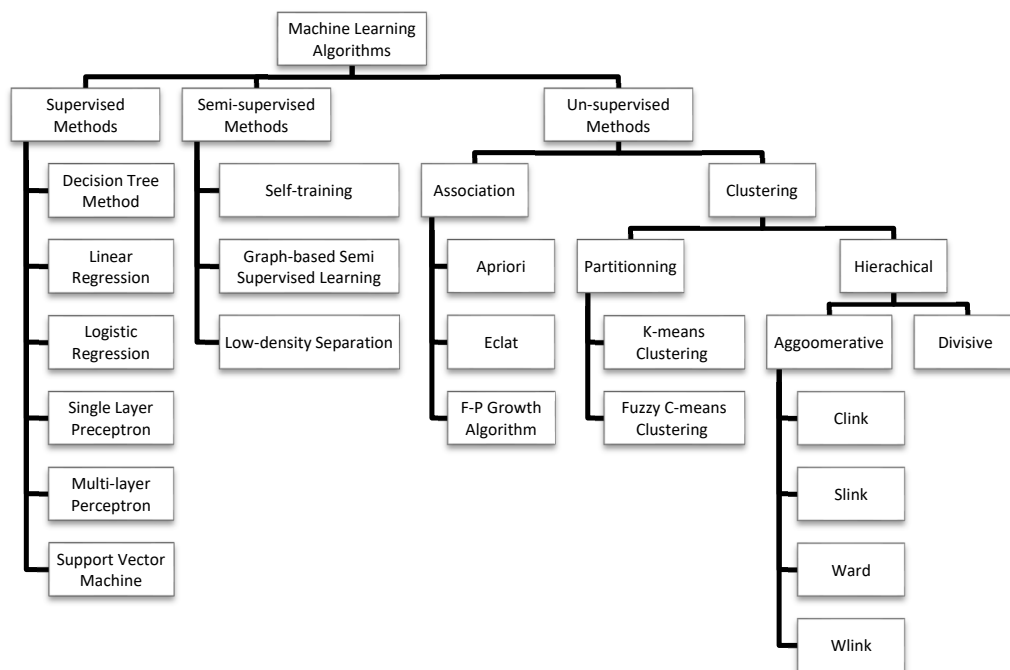 Machine Learning
Algorithms
Supervised
Methods
Semi-supervised
Methods
Un-supervised
Methods
Decision Tree
Method
Self-training
Association
Clustering
Linear
Regression
Graph-based Semi
Supervised Learning
Apriori
Partitionning
Hierachical
Logistic
Regression
Low-density Separation
Eclat
K-means
Clustering
Aggoomerative
Divisive
Single Layer
Preceptron
F-P Growth
Algorithm
Fuzzy C-means
Clustering
Clink
Multi-layer
Perceptron
Slink
Support Vector
Machine
Ward
Wlink